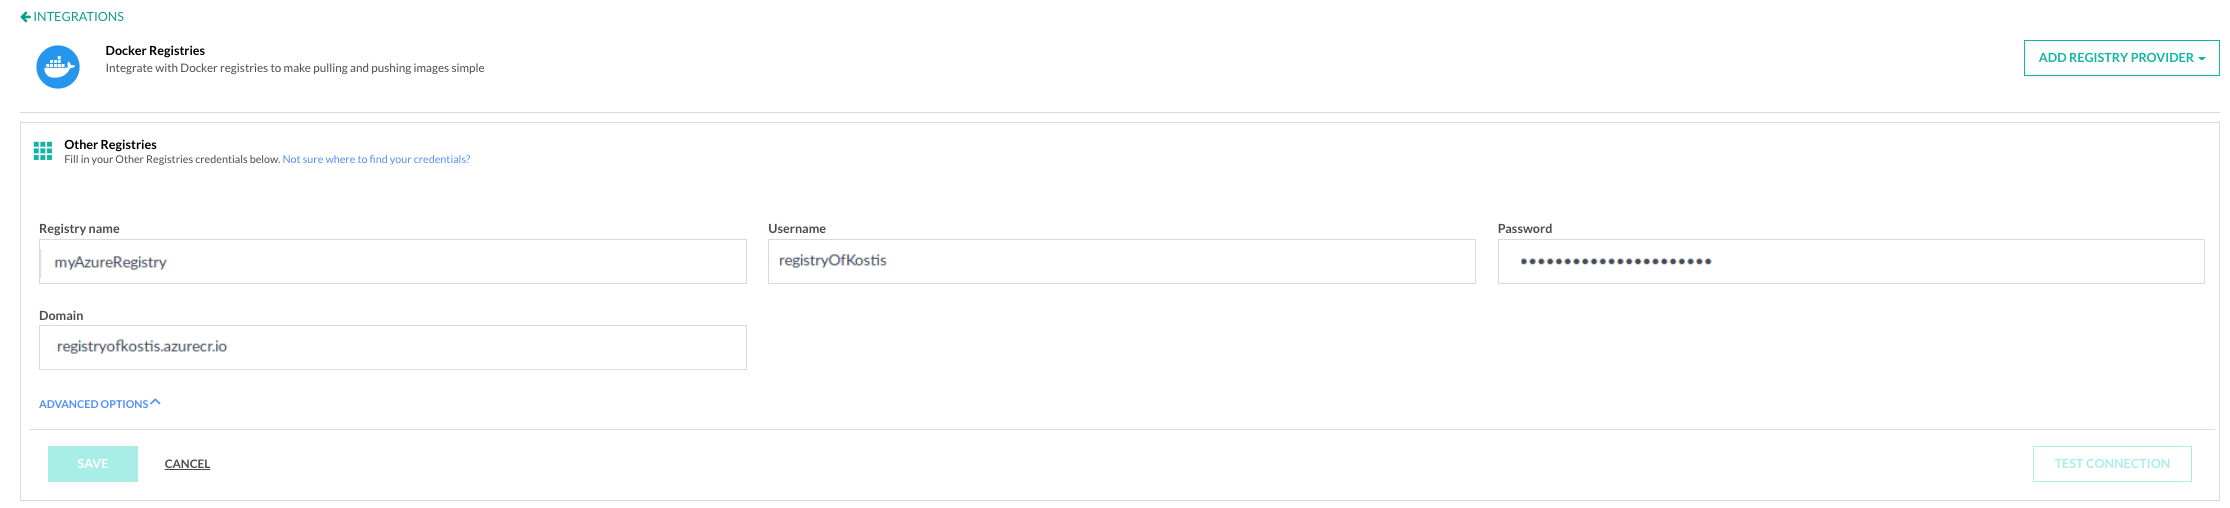 INTEGRATIONS
Docker Registries
Integrate with Docker registries to make pulling and pushing images simple
ADD REGISTRY PROVIDER
Other Registries
Fill in your Other Registries credentials below. Not sure where to find your credentials?
Registry name
Username
Password
myAzureRegistry
registryOfKostis
••••••••••••••••••••••
Domain
registryofkostis.azurecr.io
ADVANCED OPTIONS
SAVE
CANCEL
TEST CONNECTION